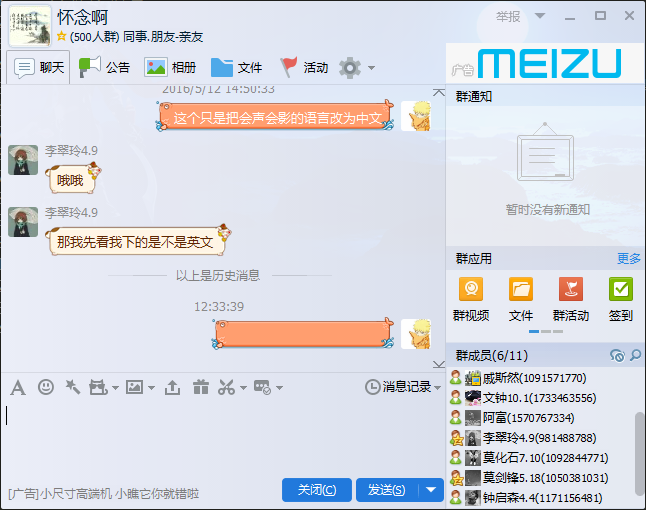 怀念啊
(500人群) 同事.朋友-亲友
举报
聊天 公告 相册 文件 活动
广告 MEIZU
2016/5/12 14:50:33
这个只是把会声会影的语言改为中文
李翠玲4.9
哦哦
李翠玲4.9
那我先看我下的是不是英文
以上是历史消息
12:33:39
消息记录
[广告]小尺寸高端机 小瞧它你就错啦
关闭(C) 发送(S)
群通知
暂时没有新通知
群应用 更多
群视频 文件 群活动 签到
群成员(6/11)
戚斯然(1091571770)
文钟10.1(1733463556)
阿富(1570767334)
李翠玲4.9(981488788)
莫化石7.10(1092844771)
莫剑锋5.18(1050381031)
钟启森4.4(1171156481)